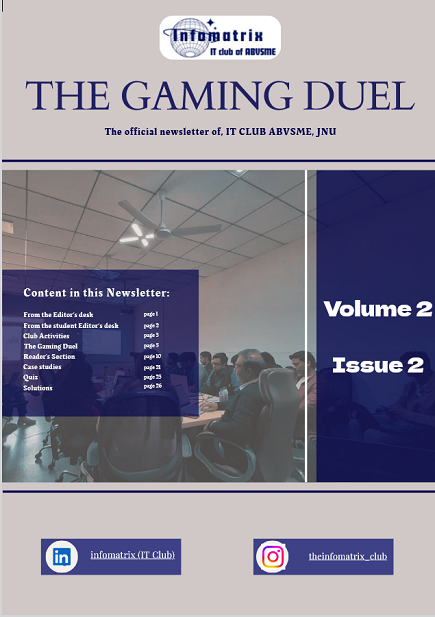 Infomatrix
IT club of ABVSME
THE GAMING DUEL
The official newsletter of, IT CLUB ABVSME, JNU
Content in this Newsletter:
From the Editor's desk page 1
From the student Editor's desk page 2
Club Activities page 3
The Gaming Duel page 5
Reader's Section page 10
Case studies page 21
Quiz page 25
Solutions page 26
Volume 2
Issue 2
infomatrix (IT Club)
theinfomatrix_club